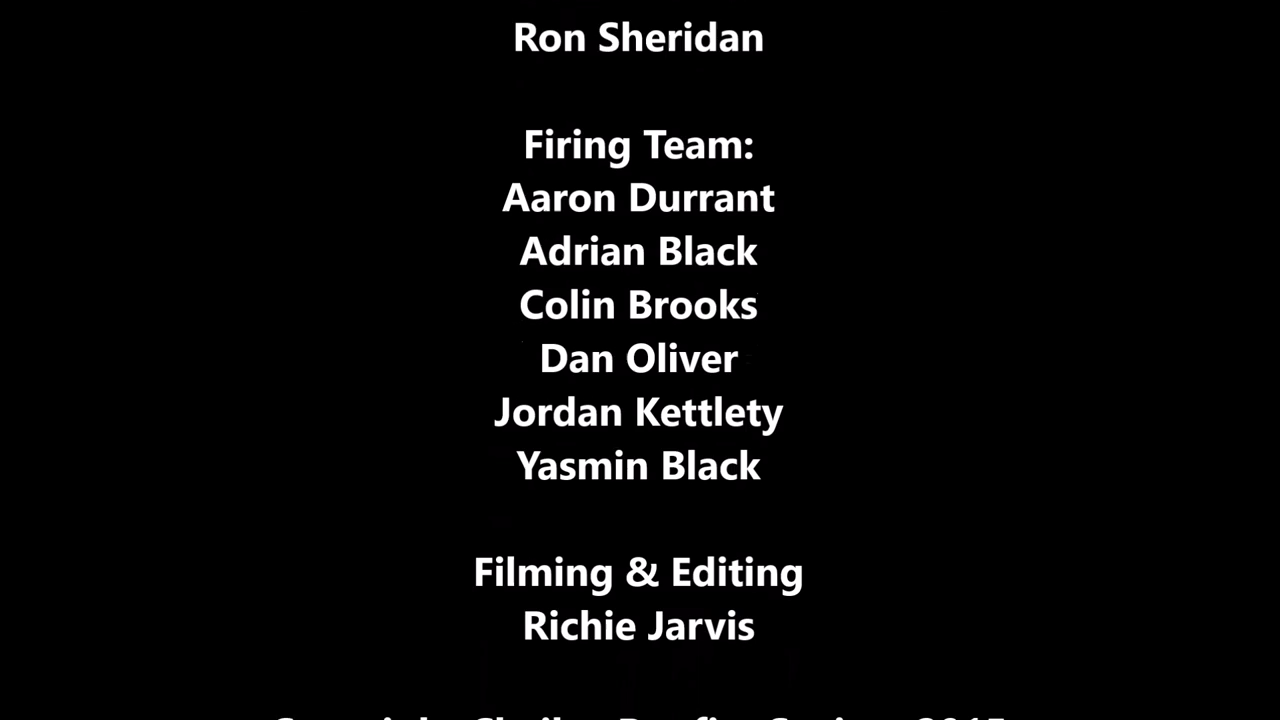 Ron Sheridan
Firing Team:
Aaron Durrant
Adrian Black
Colin Brooks
Dan Oliver
Jordan Kettlety
Yasmin Black
Filming & Editing
Richie Jarvis